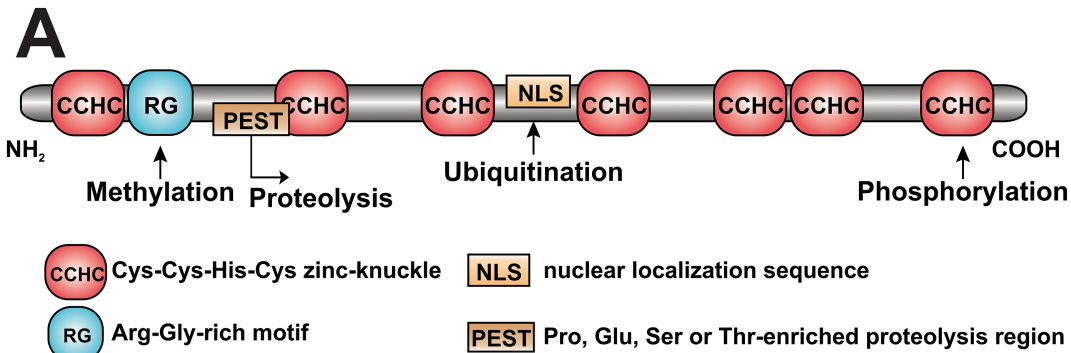 A
CCHC RG PEST CCHC CCHC NLS CCHC CCHC CCHC CCHC
NH2 COOH
Methylation Proteolysis Ubiquitination Phosphorylation
CCHC Cys-Cys-His-Cys zinc-knuckle NLS nuclear localization sequence
RG Arg-Gly-rich motif PEST Pro, Glu, Ser or Thr-enriched proteolysis region